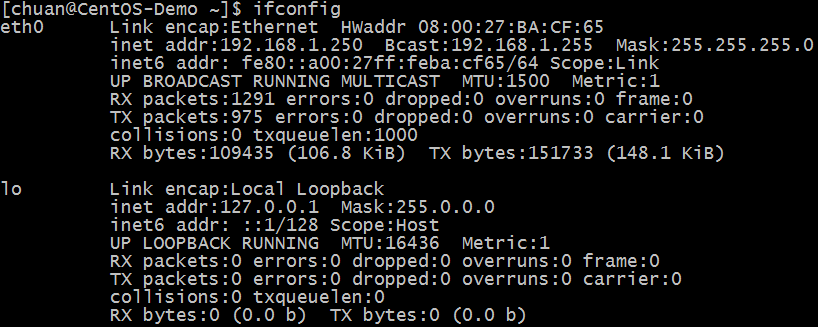 [chuan@CentOS-Demo ~]$ ifconfig
eth0      Link encap:Ethernet  HWaddr 08:00:27:BA:CF:65
          inet addr:192.168.1.250  Bcast:192.168.1.255  Mask:255.255.255.0
          inet6 addr: fe80::a00:27ff:feba:cf65/64 Scope:Link
          UP BROADCAST RUNNING MULTICAST  MTU:1500  Metric:1
          RX packets:1291 errors:0 dropped:0 overruns:0 frame:0
          TX packets:975 errors:0 dropped:0 overruns:0 carrier:0
          collisions:0 txqueuelen:1000
          RX bytes:109435 (106.8 KiB)  TX bytes:151733 (148.1 KiB)

lo        Link encap:Local Loopback
          inet addr:127.0.0.1  Mask:255.0.0.0
          inet6 addr: ::1/128 Scope:Host
          UP LOOPBACK RUNNING  MTU:16436  Metric:1
          RX packets:0 errors:0 dropped:0 overruns:0 frame:0
          TX packets:0 errors:0 dropped:0 overruns:0 carrier:0
          collisions:0 txqueuelen:0
          RX bytes:0 (0.0 b)  TX bytes:0 (0.0 b)